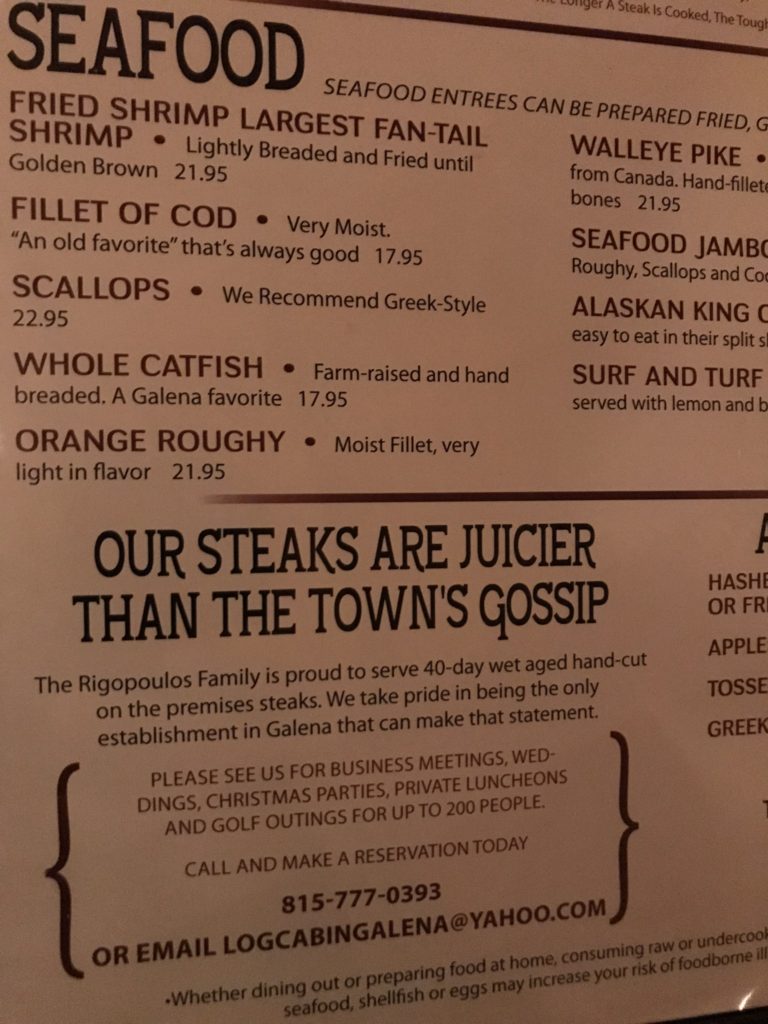 Longer A Steak Is Cooked, The Tough
SEAFOOD
SEAFOOD ENTREES CAN BE PREPARED FRIED, G
FRIED SHRIMP LARGEST FAN-TAIL
SHRIMP • Lightly Breaded and Fried until
Golden Brown 21.95
FILLET OF COD • Very Moist.
"An old favorite" that's always good 17.95
SCALLOPS • We Recommend Greek-Style
22.95
WHOLE CATFISH • Farm-raised and hand
breaded. A Galena favorite 17.95
ORANGE ROUGHY • Moist Fillet, very
light in flavor 21.95
WALLEYE PIKE •
from Canada. Hand-fillete
bones 21.95
SEAFOOD JAMBO
Roughy, Scallops and Co
ALASKAN KING C
easy to eat in their split s
SURF AND TURF
served with lemon and b
OUR STEAKS ARE JUICIER
THAN THE TOWN'S GOSSIP
The Rigopoulos Family is proud to serve 40-day wet aged hand-cut
on the premises steaks. We take pride in being the only
establishment in Galena that can make that statement.
PLEASE SEE US FOR BUSINESS MEETINGS, WED-
DINGS, CHRISTMAS PARTIES, PRIVATE LUNCHEONS
AND GOLF OUTINGS FOR UP TO 200 PEOPLE.
CALL AND MAKE A RESERVATION TODAY
815-777-0393
OR EMAIL LOGCABINGALENA@YAHOO.COM
A
HASHE
OR FRI
APPLE
TOSSE
GREEK
•Whether dining out or preparing food at home, consuming raw or undercook
seafood, shellfish or eggs may increase your risk of foodborne ill